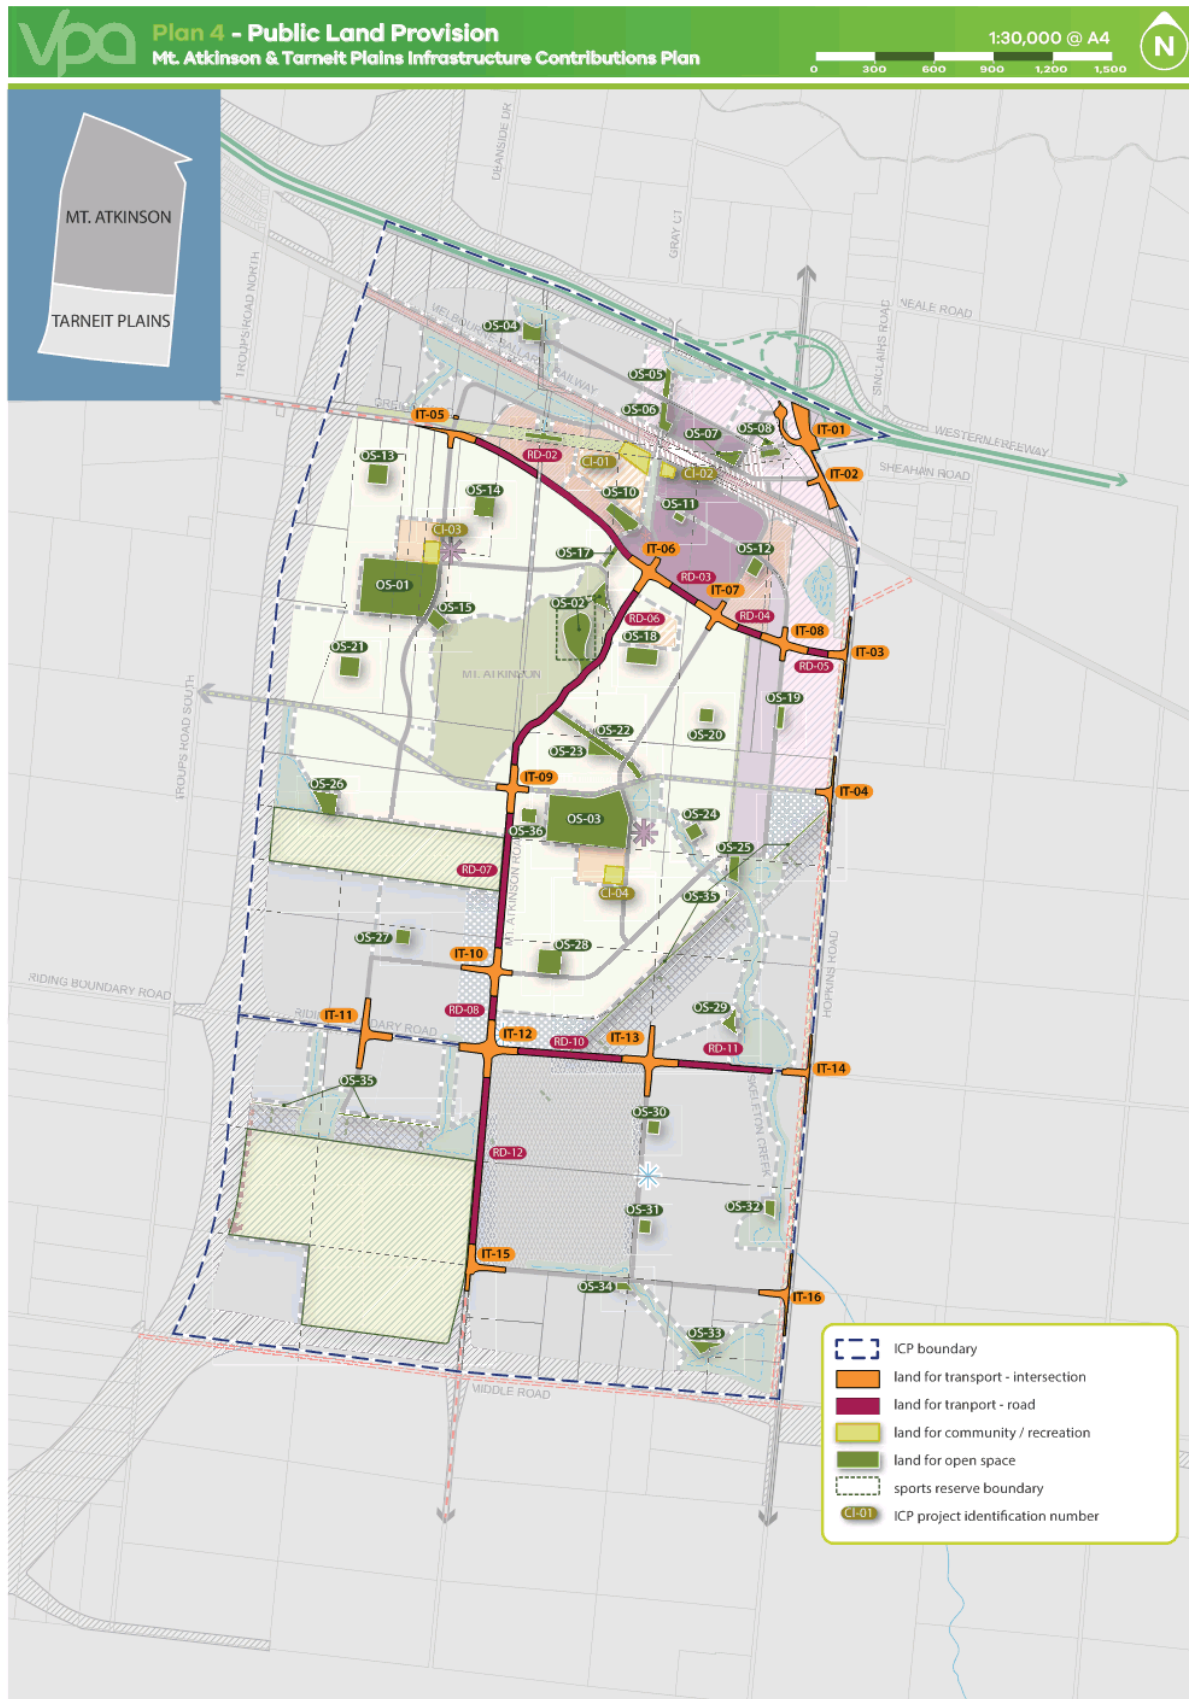 vpa
Plan 4 - Public Land Provision
Mt. Atkinson & Tarneit Plains Infrastructure Contributions Plan
1:30,000 @ A4
0 300 600 900 1,200 1,500
N
MT. ATKINSON
TARNEIT PLAINS
DEANSIDE DR
GRAY CT
TROUPS ROAD NORTH
NEALE ROAD
SINCLAIRS ROAD
OS-04
MELBOURNE-BALLARAT RAILWAY
OS-05
OS-06
IT-05
OS-07
OS-08
IT-01
WESTERN FREEWAY
OS-13
RD-02
CI-01
CI-02
IT-02
SHEAHAN ROAD
OS-14
OS-10
OS-11
CI-03
OS-17
IT-06
OS-12
OS-01
RD-03
IT-07
OS-02
OS-15
RD-06
RD-04
OS-18
IT-08
IT-03
OS-21
RD-05
MT. ATKINSON
TROUPS ROAD SOUTH
OS-19
OS-20
OS-22
OS-23
IT-09
OS-26
IT-04
OS-36
OS-03
OS-24
OS-25
MT. ATKINSON ROAD
RD-07
CI-04
OS-35
OS-27
IT-10
OS-28
HOPKINS ROAD
RIDING BOUNDARY ROAD
IT-11
RD-08
OS-29
RIDING BOUNDARY ROAD
IT-12
RD-10
IT-13
RD-11
IT-14
OS-35
SKELETON CREEK
OS-30
RD-12
OS-31
OS-32
IT-15
OS-34
IT-16
OS-33
MIDDLE ROAD
ICP boundary
land for transport - intersection
land for tranport - road
land for community / recreation
land for open space
sports reserve boundary
CI-01 ICP project identification number